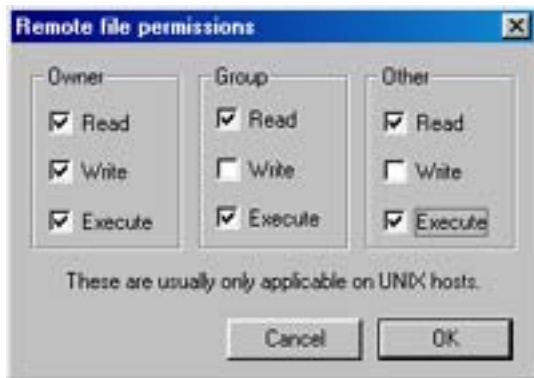 Remote file permissions
Owner
Group
Other
Read
Read
Read
Write
Write
Write
Execute
Execute
Execute
These are usually only applicable on UNIX hosts.
Cancel
OK